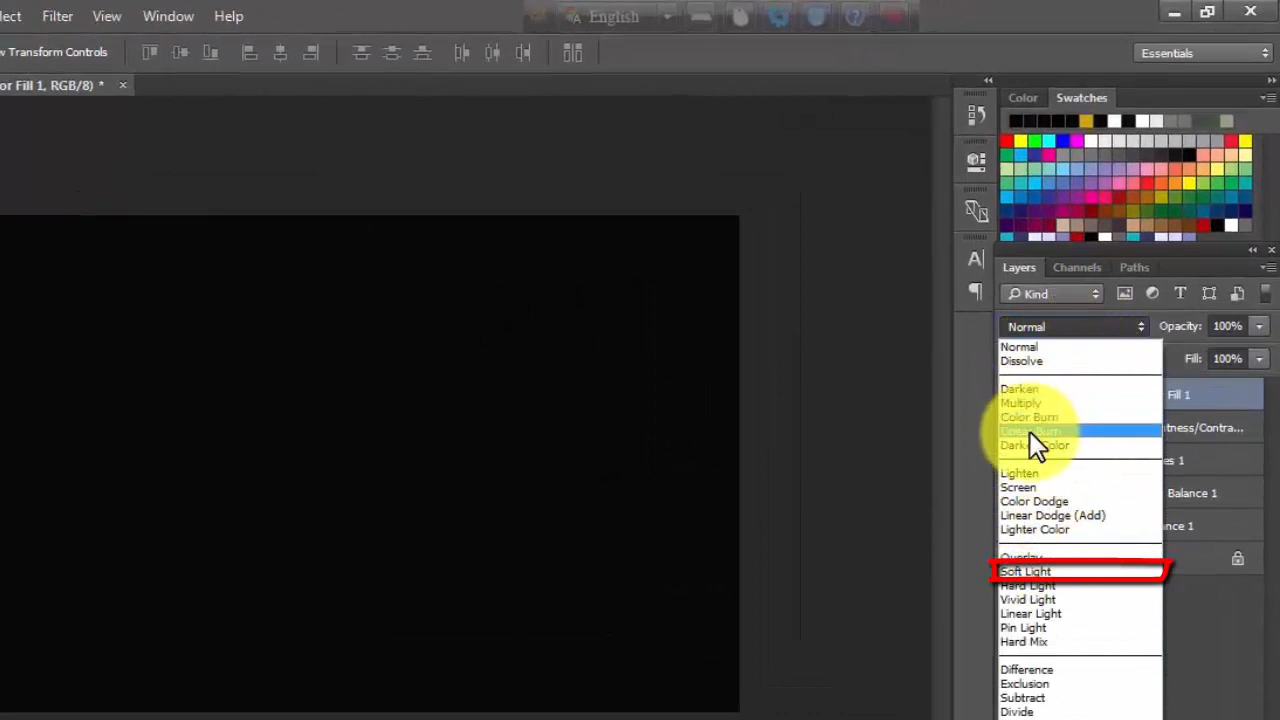 lect Filter View Window Help
English
w Transform Controls
Essentials
or Fill 1, RGB/8) *
Color Swatches
Layers Channels Paths
Kind
Normal Opacity: 100%
Normal
Dissolve
Fill: 100%
Darken
Multiply
Color Burn
Linear Burn
Darker Color
Lighten
Screen
Color Dodge
Linear Dodge (Add)
Lighter Color
Overlay
Soft Light
Hard Light
Vivid Light
Linear Light
Pin Light
Hard Mix
Difference
Exclusion
Subtract
Divide
Fill 1
htness/Contra...
es 1
Balance 1
nce 1